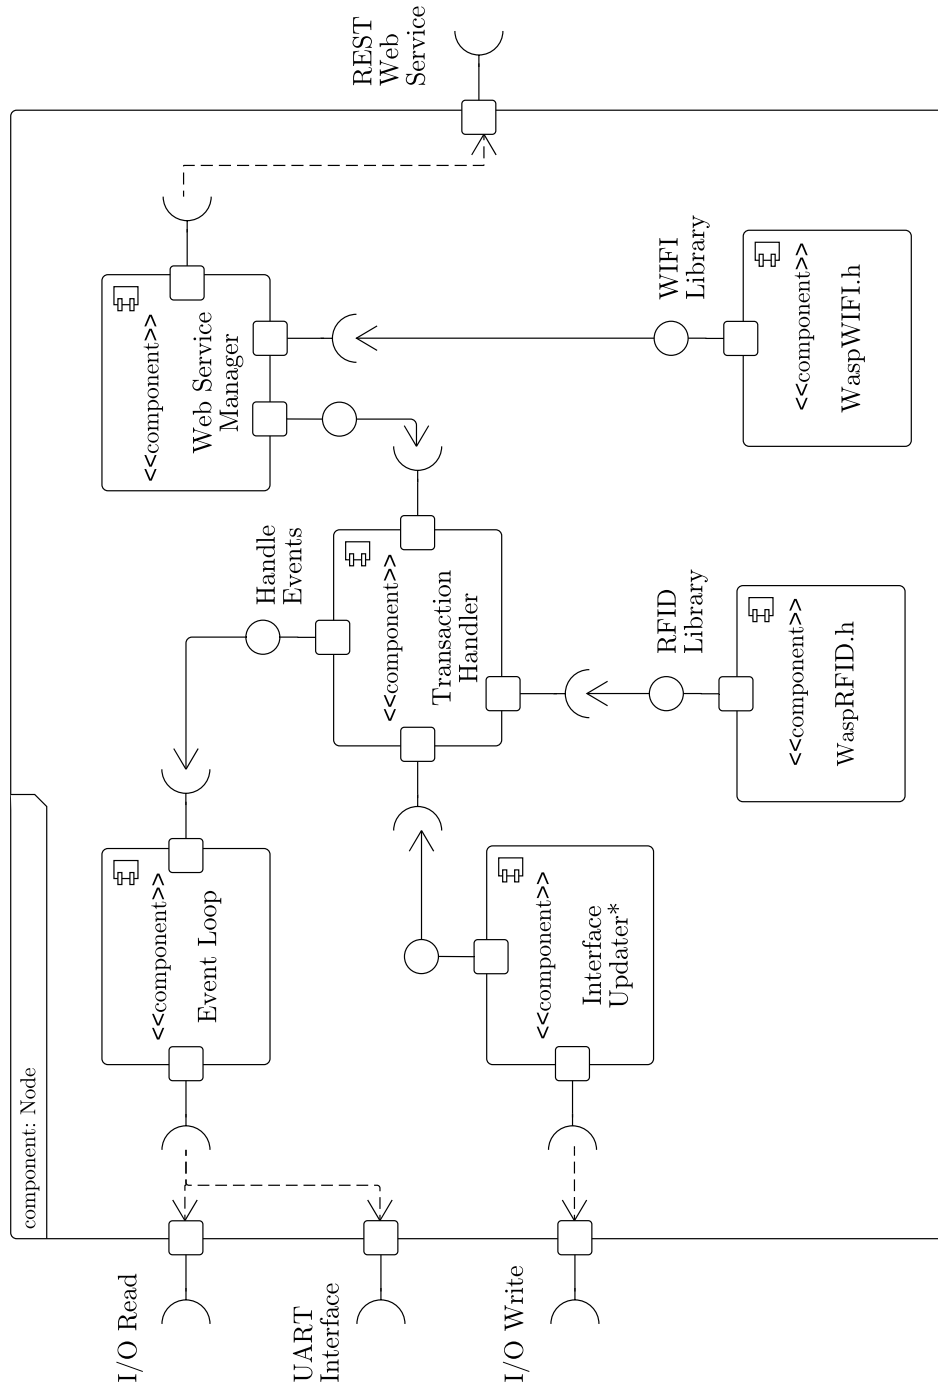 component: Node
I/O Read
UART
Interface
I/O Write
<<component>>
Event Loop
<<component>>
Interface
Updater*
Handle
Events
<<component>>
Transaction
Handler
RFID
Library
<<component>>
WaspRFID.h
<<component>>
Web Service
Manager
WIFI
Library
<<component>>
WaspWIFI.h
REST
Web
Service